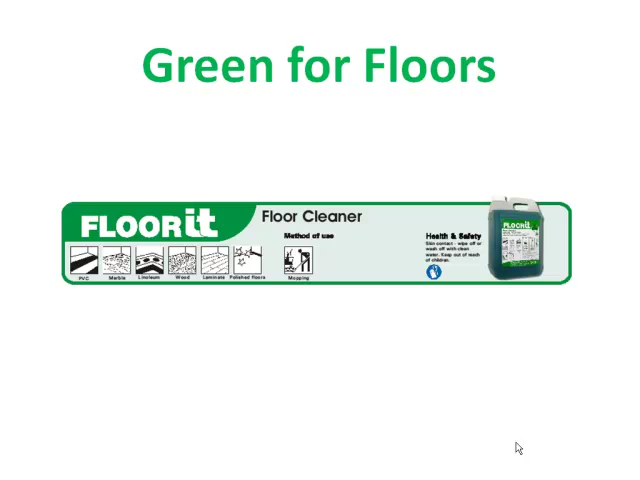 Green for Floors
FLOORit
Floor Cleaner
Method of use
Health & Safety
Skin contact - wipe off or
wash off with clean
water. Keep out of reach
of children.
PVC Marble Linoleum Wood Laminate Polished floors
Mopping
FLOORit